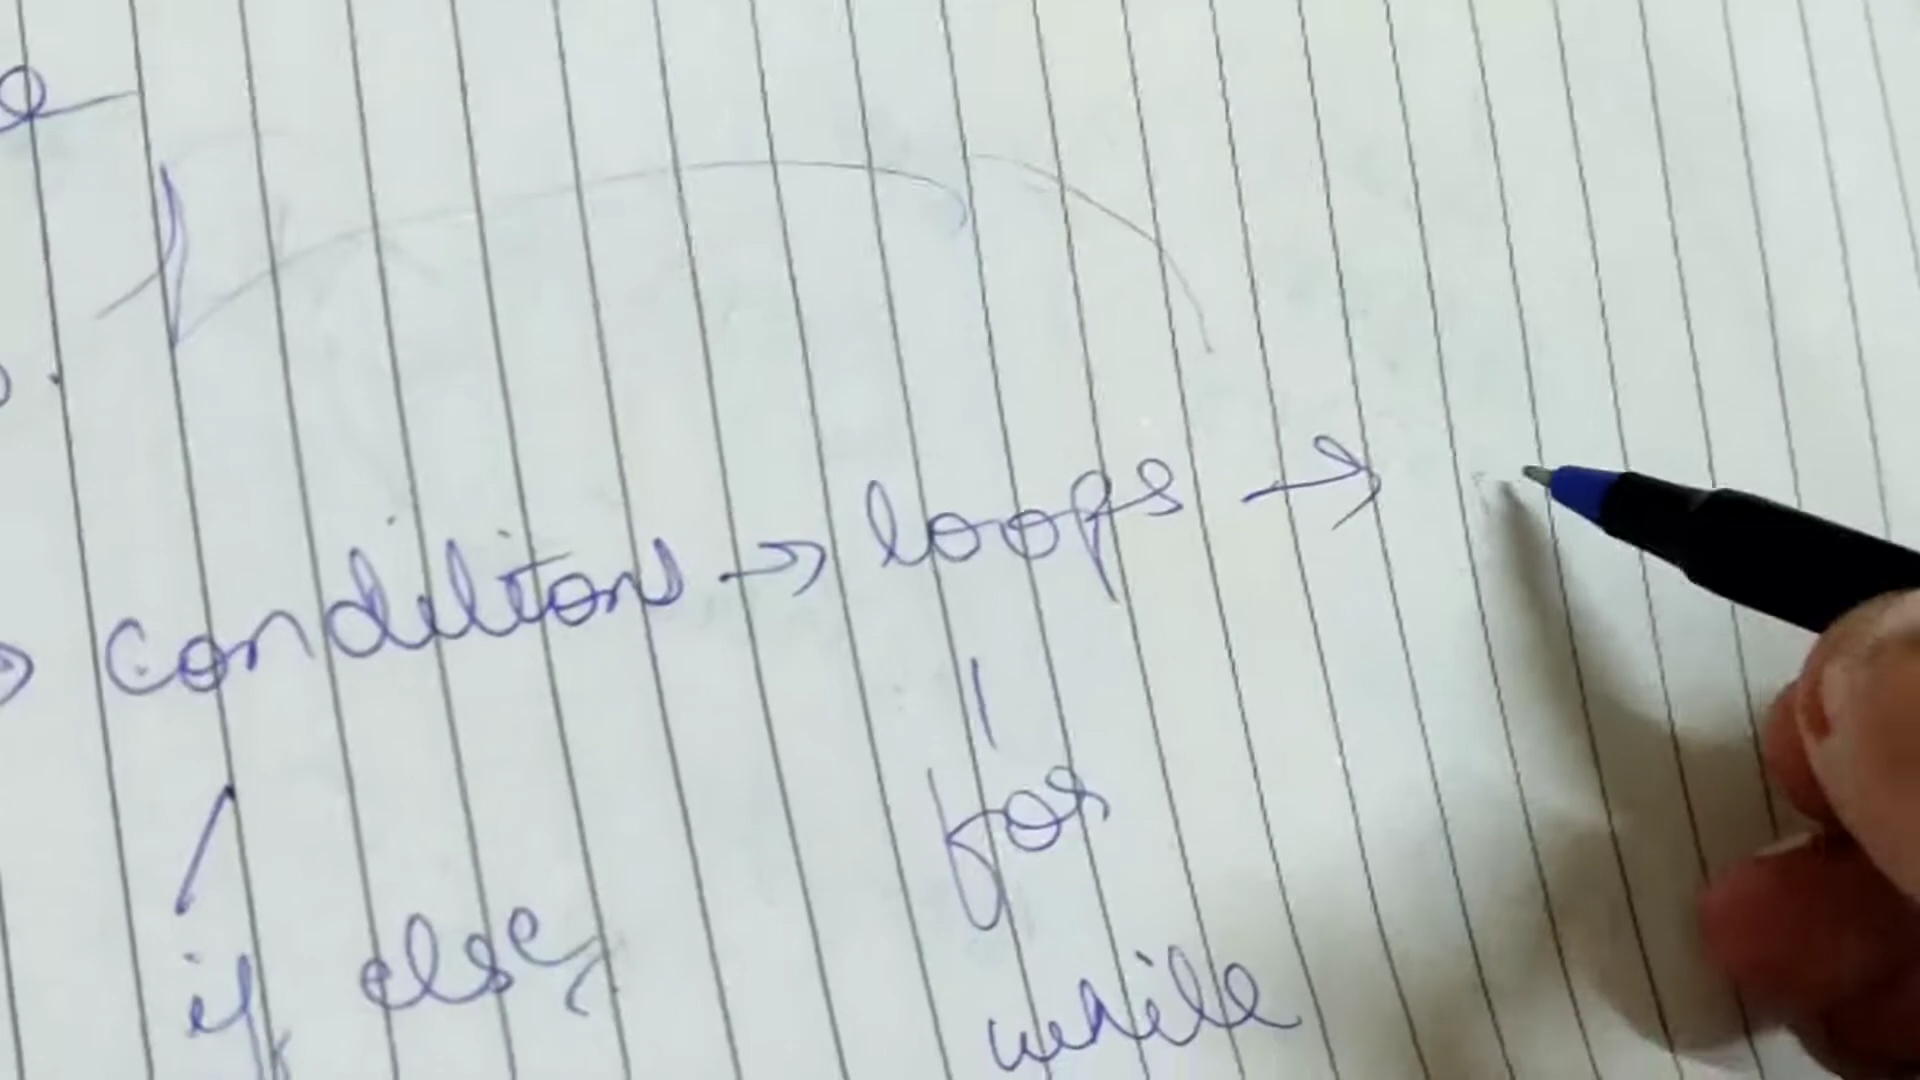 conditions → loops →
if else, for
while